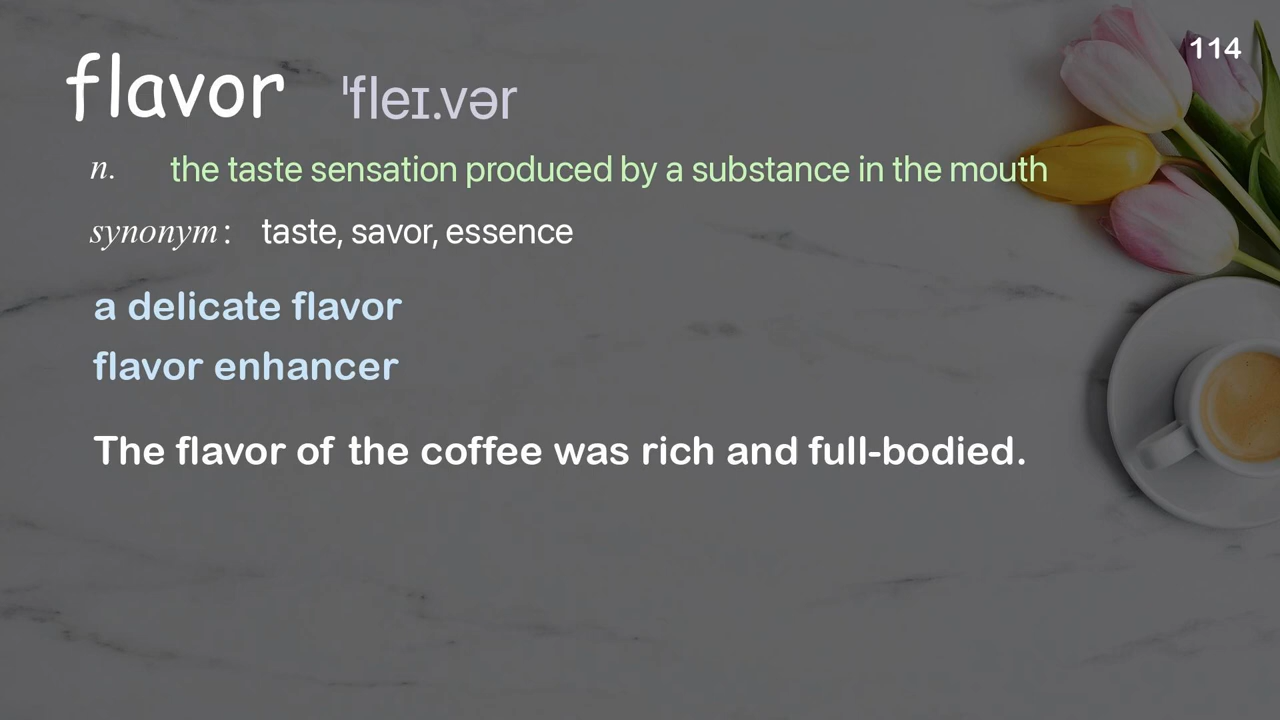 114
flavor ˈfleɪ.vər
n. the taste sensation produced by a substance in the mouth
synonym: taste, savor, essence
a delicate flavor
flavor enhancer
The flavor of the coffee was rich and full-bodied.